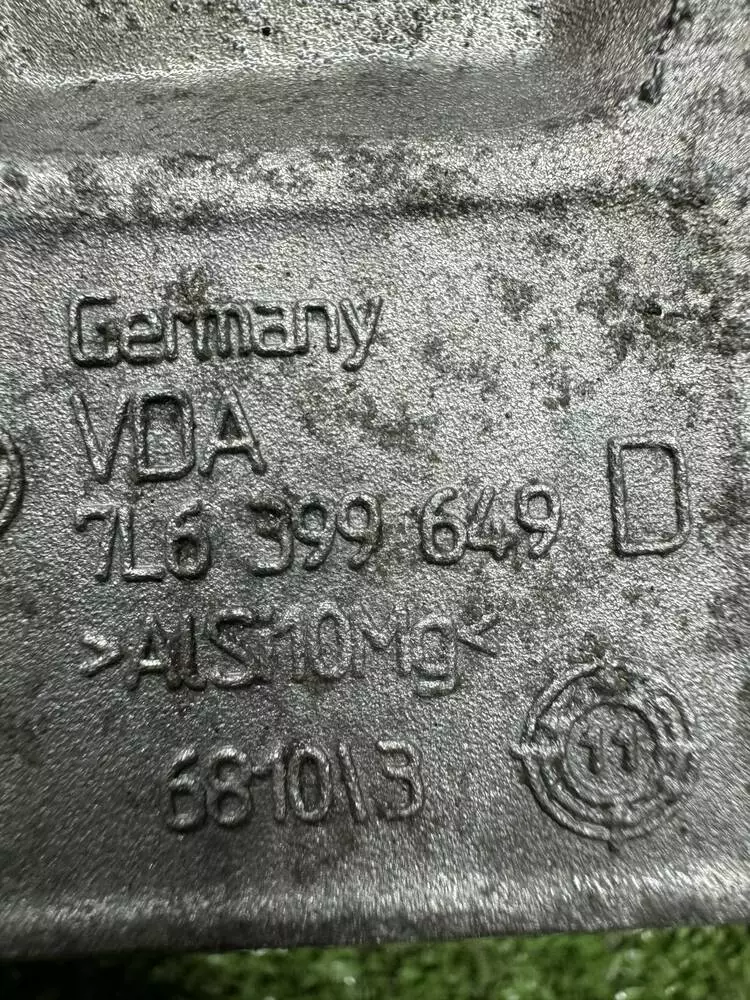 Germany
VDA
7L6 399 649 D
>AlSi10Mg<
681013
11